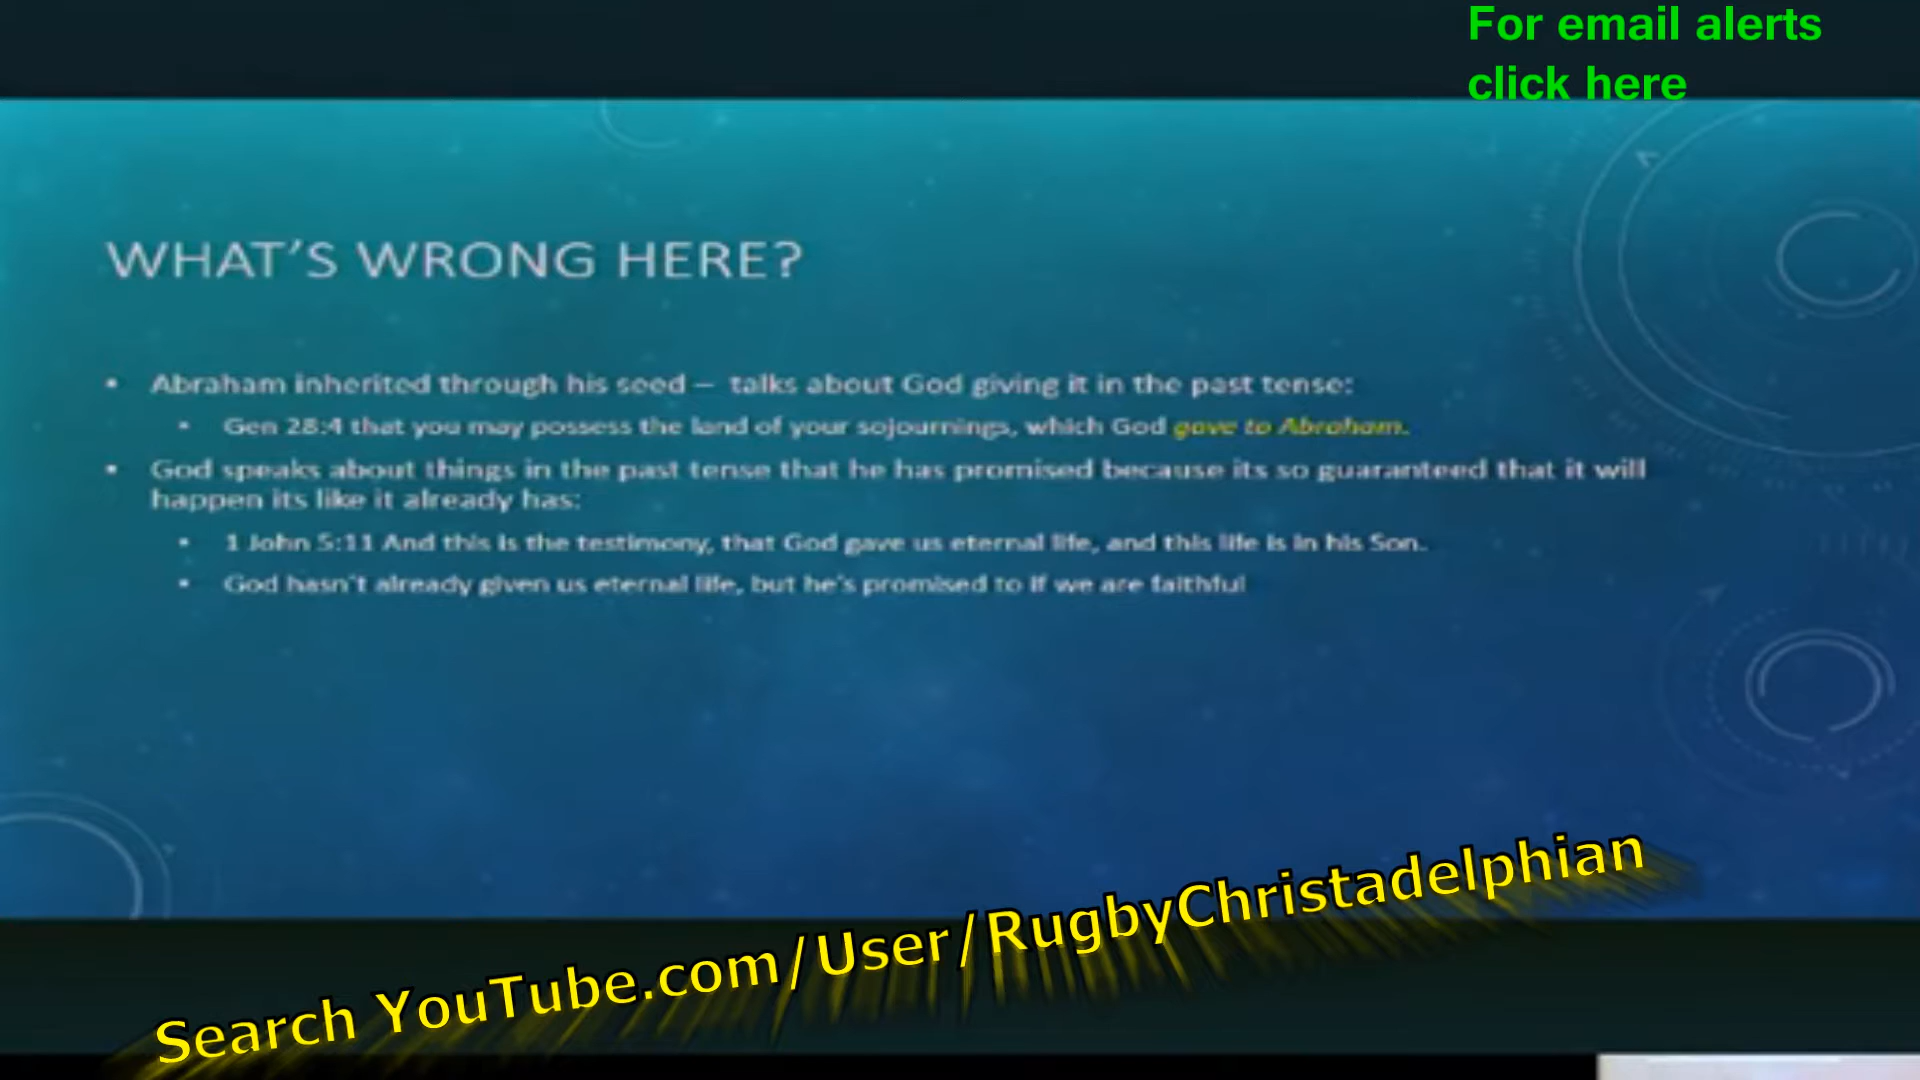 For email alerts
click here
WHAT'S WRONG HERE?
• Abraham inherited through his seed – talks about God giving it in the past tense:
• Gen 28:4 that you may possess the land of your sojournings, which God gave to Abraham.
• God speaks about things in the past tense that he has promised because its so guaranteed that it will
happen its like it already has:
• 1 John 5:11 And this is the testimony, that God gave us eternal life, and this life is in his Son.
• God hasn't already given us eternal life, but he's promised to if we are faithful
Search YouTube.com/User/RugbyChristadelphian